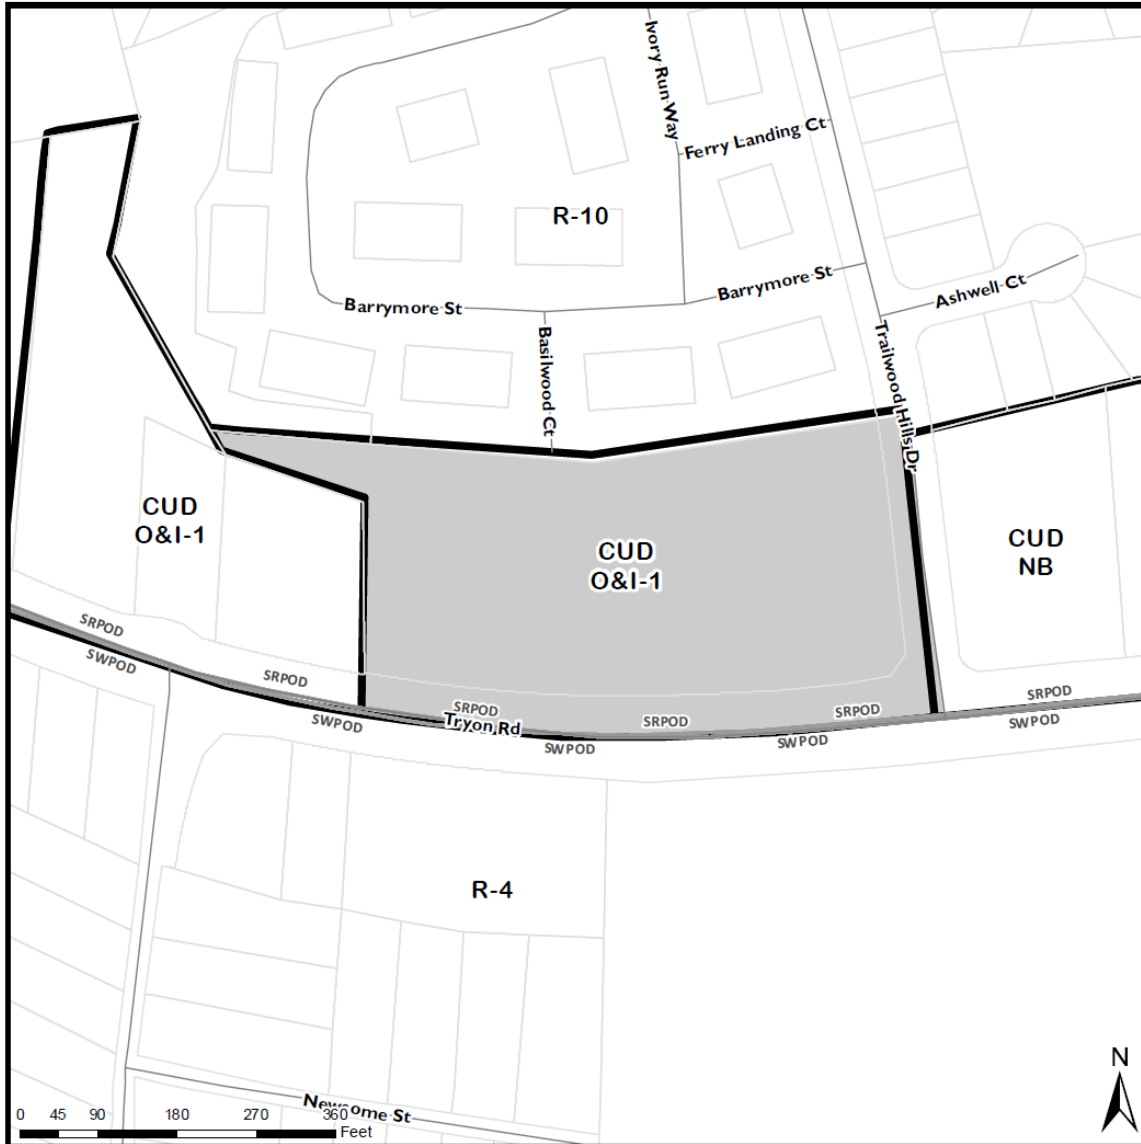 Ivory Run Way
Ferry Landing Ct
R-10
Barrymore St
Barrymore St
Ashwell Ct
Basilwood Ct
Trailwood Hills Dr
CUD
O&I-1
CUD
O&I-1
CUD
NB
SRPOD
SWPOD
SRPOD
SWPOD
SRPOD
Tryon Rd
SRPOD
SWPOD
SRPOD
SWPOD
SRPOD
SWPOD
R-4
Newcome St
N
0 45 90 180 270 360
Feet